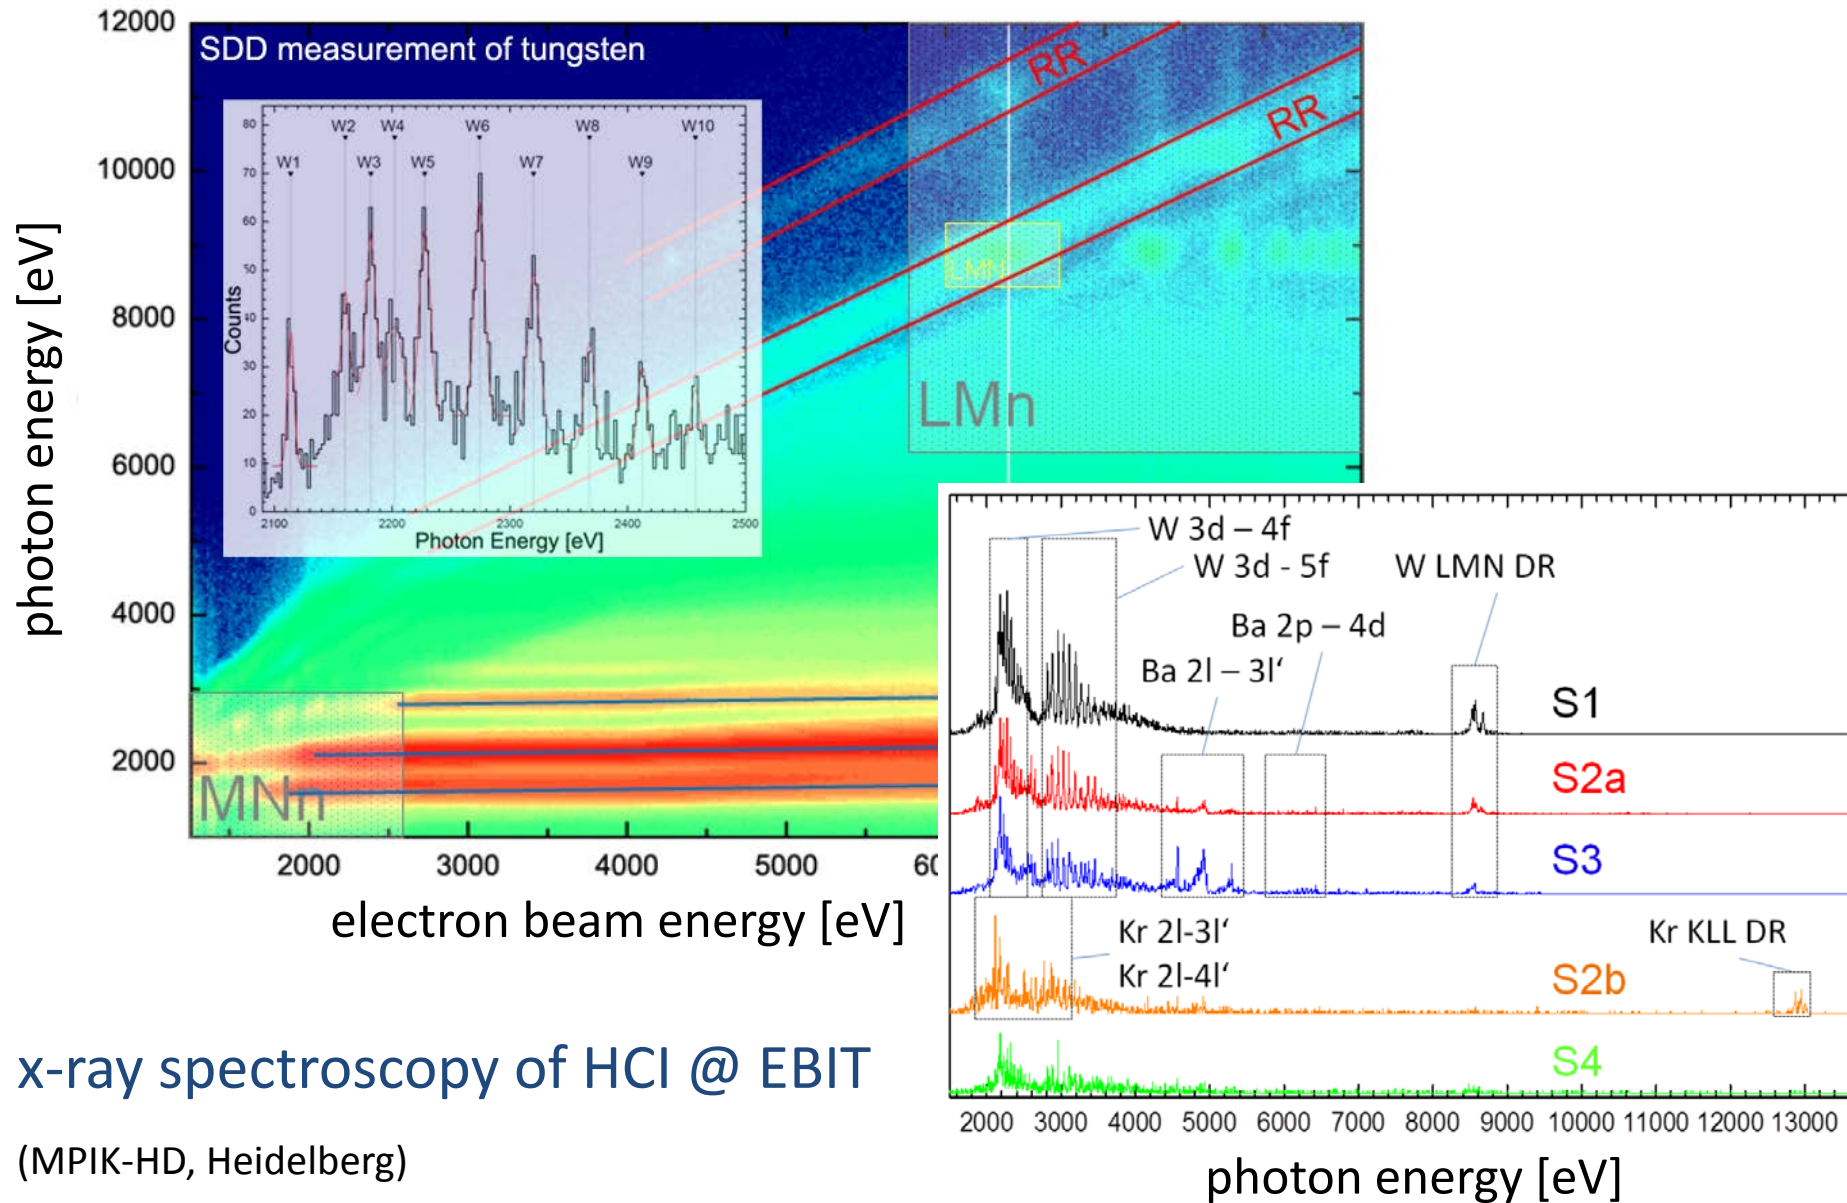 12000
10000
8000
6000
4000
2000
photon energy [eV]
SDD measurement of tungsten
RR
RR
LMN
LMn
MNn
80
70
60
50
40
30
20
10
0
Counts
W2
W4
W6
W8
W10
W1
W3
W5
W7
W9
2100
2200
2300
2400
2500
Photon Energy [eV]
2000
3000
4000
5000
60
electron beam energy [eV]
W 3d – 4f
W 3d - 5f
W LMN DR
Ba 2p – 4d
Ba 2l – 3l‘
S1
S2a
S3
Kr 2l-3l‘
Kr 2l-4l‘
Kr KLL DR
S2b
S4
2000 3000 4000 5000 6000 7000 8000 9000 10000 11000 12000 13000
photon energy [eV]
x-ray spectroscopy of HCI @ EBIT
(MPIK-HD, Heidelberg)